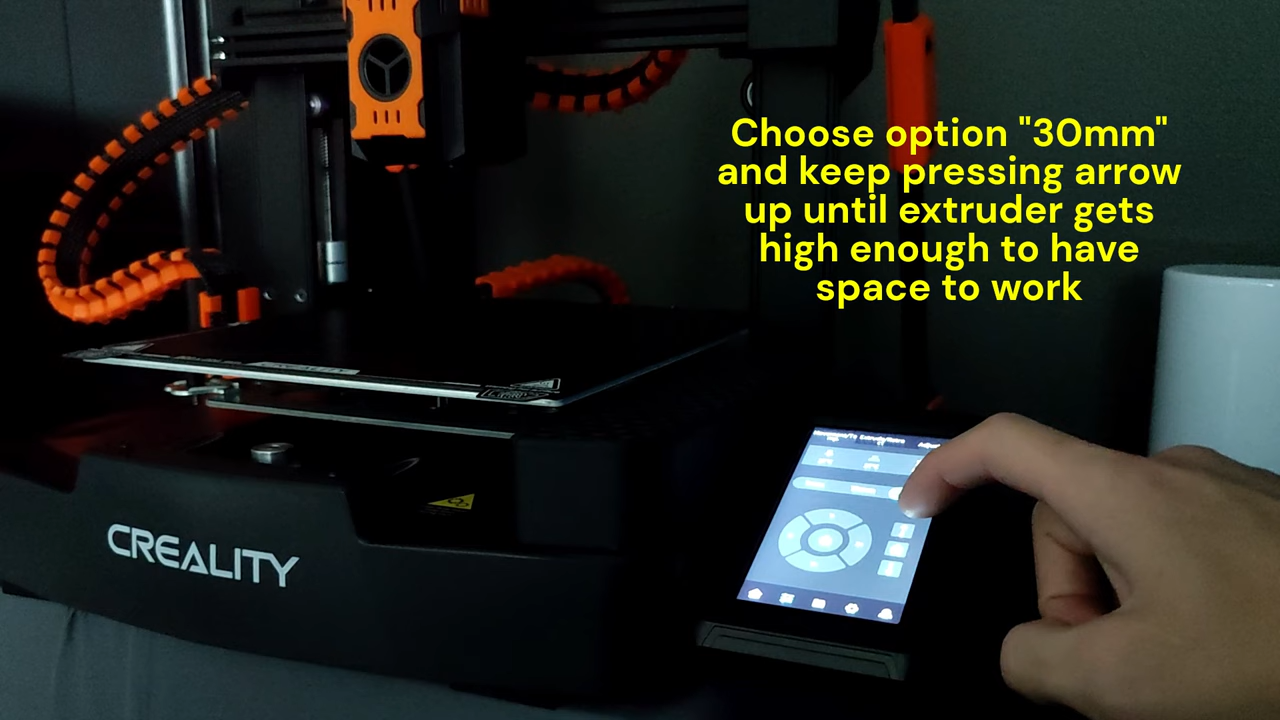 Choose option "30mm"
and keep pressing arrow
up until extruder gets
high enough to have
space to work
CREALITY